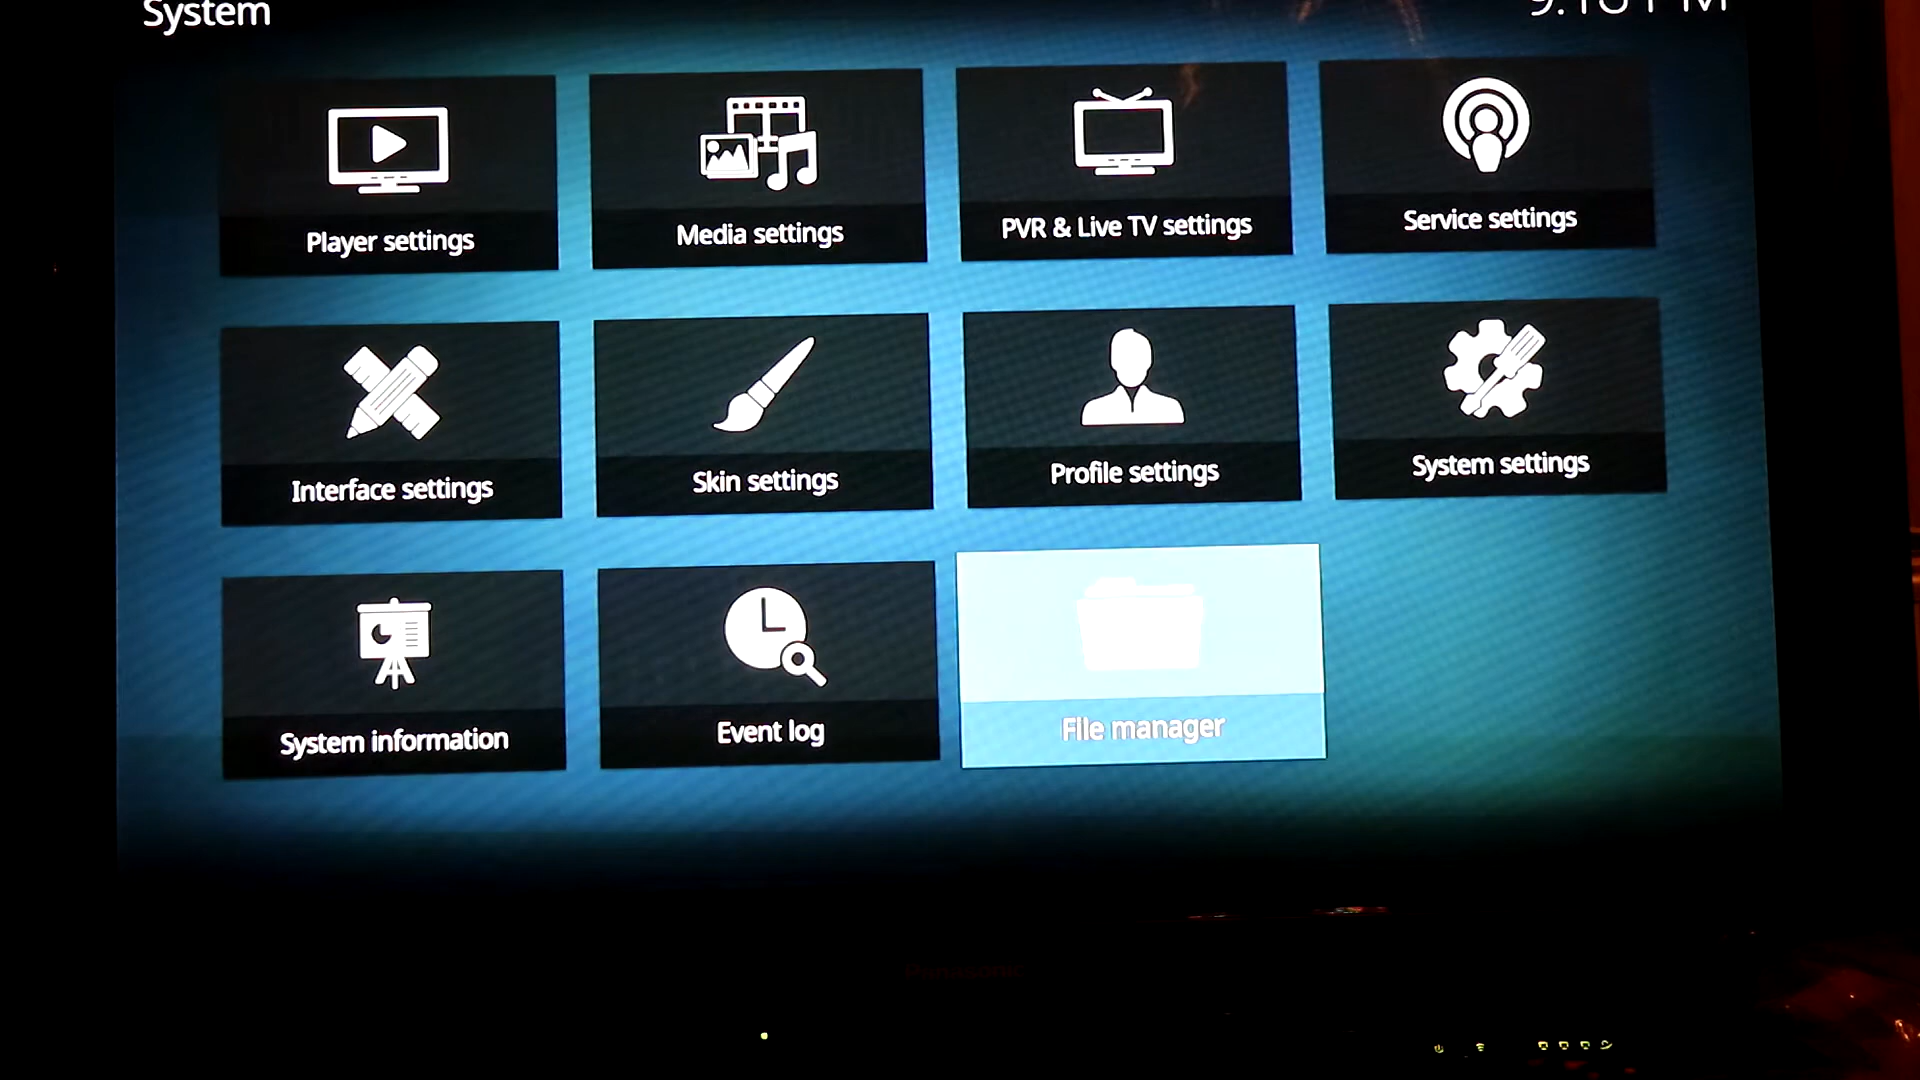 System
Player settings
Media settings
PVR & Live TV settings
Service settings
Interface settings
Skin settings
Profile settings
System settings
System information
Event log
File manager
Panasonic